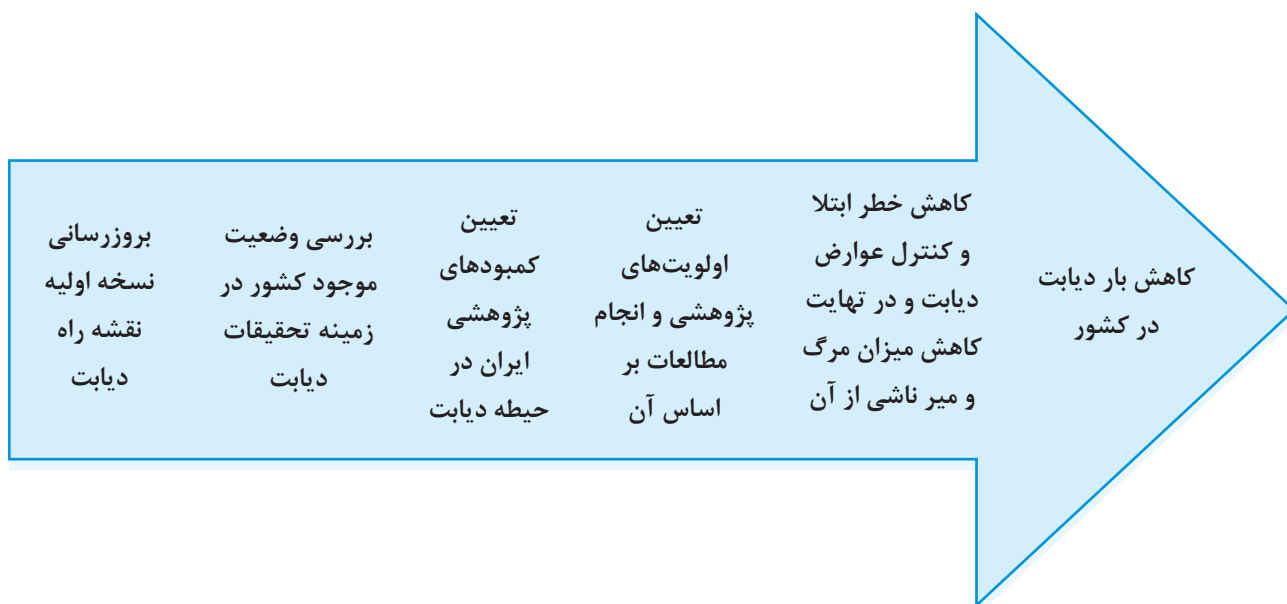 بروزرسانی
نسخه اولیه
نقشه راه
دیابت
بررسی وضعیت
موجود کشور در
زمینه تحقیقات
دیابت
تعیین
کمبودهای
پژوهشی
ایران در
حیطه دیابت
تعیین
اولویت‌های
پژوهشی و انجام
مطالعات بر
اساس آن
کاهش خطر ابتلا
و کنترل عوارض
دیابت و در تهایت
کاهش میزان مرگ
و میر ناشی از آن
کاهش بار دیابت
در کشور